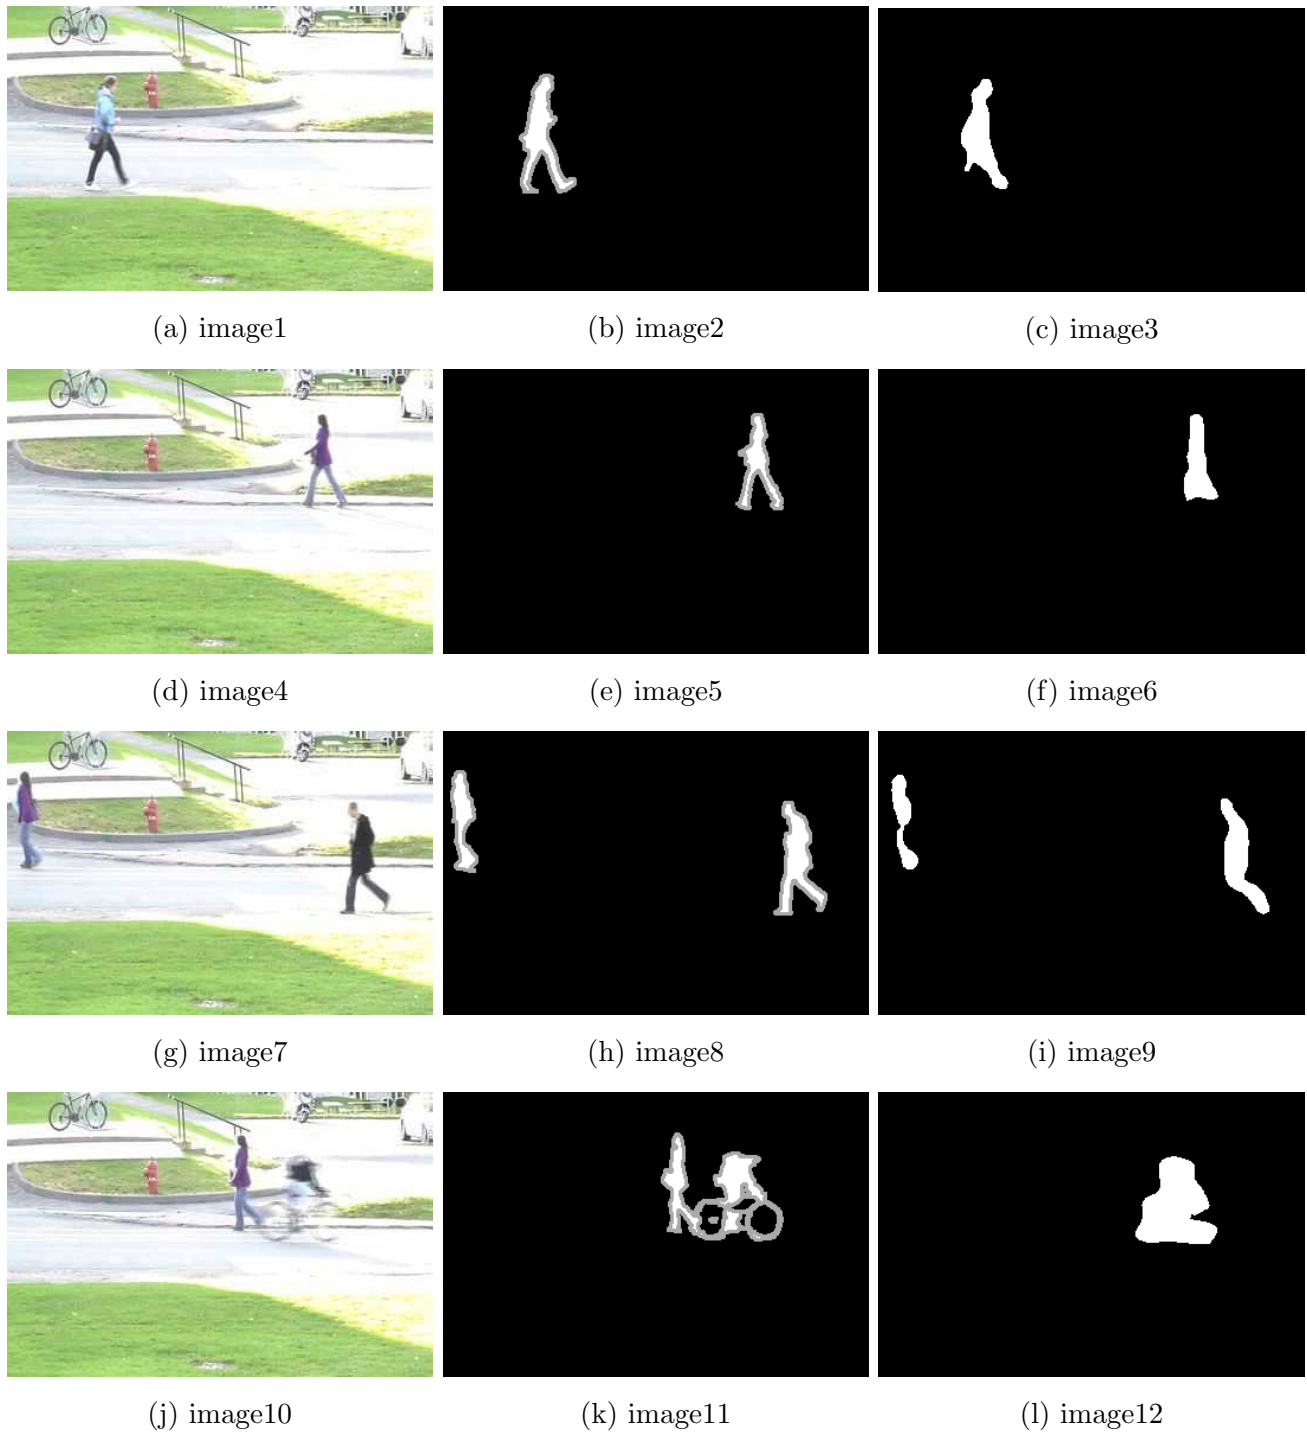 (a) image1
(b) image2
(c) image3
(d) image4
(e) image5
(f) image6
(g) image7
(h) image8
(i) image9
(j) image10
(k) image11
(l) image12